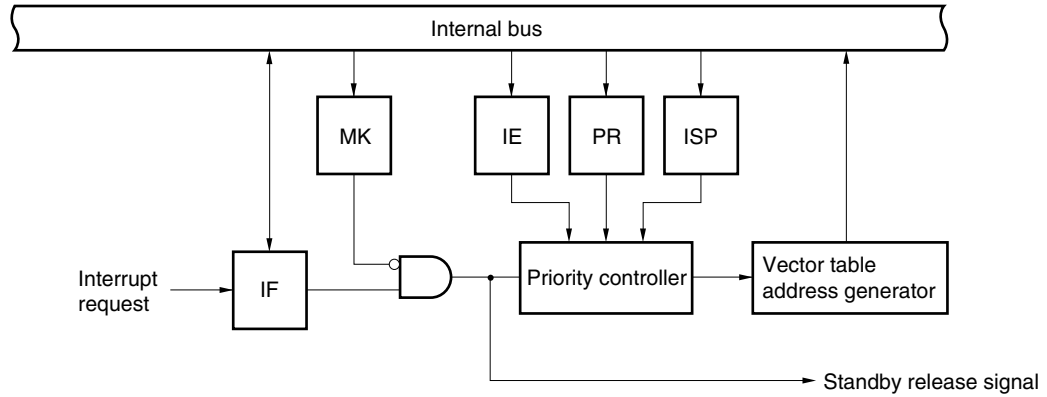 Internal bus
MK
IE
PR
ISP
Interrupt
request
IF
Priority controller
Vector table
address generator
Standby release signal